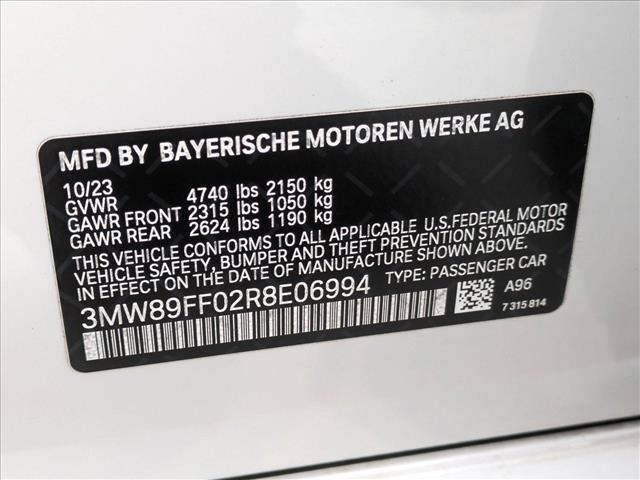 MFD BY BAYERISCHE MOTOREN WERKE AG
10/23
GVWR 4740 lbs 2150 kg
GAWR FRONT 2315 lbs 1050 kg
GAWR REAR 2624 lbs 1190 kg
THIS VEHICLE CONFORMS TO ALL APPLICABLE U.S.FEDERAL MOTOR
VEHICLE SAFETY, BUMPER AND THEFT PREVENTION STANDARDS
IN EFFECT ON THE DATE OF MANUFACTURE SHOWN ABOVE.
3MW89FF02R8E06994 TYPE: PASSENGER CAR
A96
7 315 814